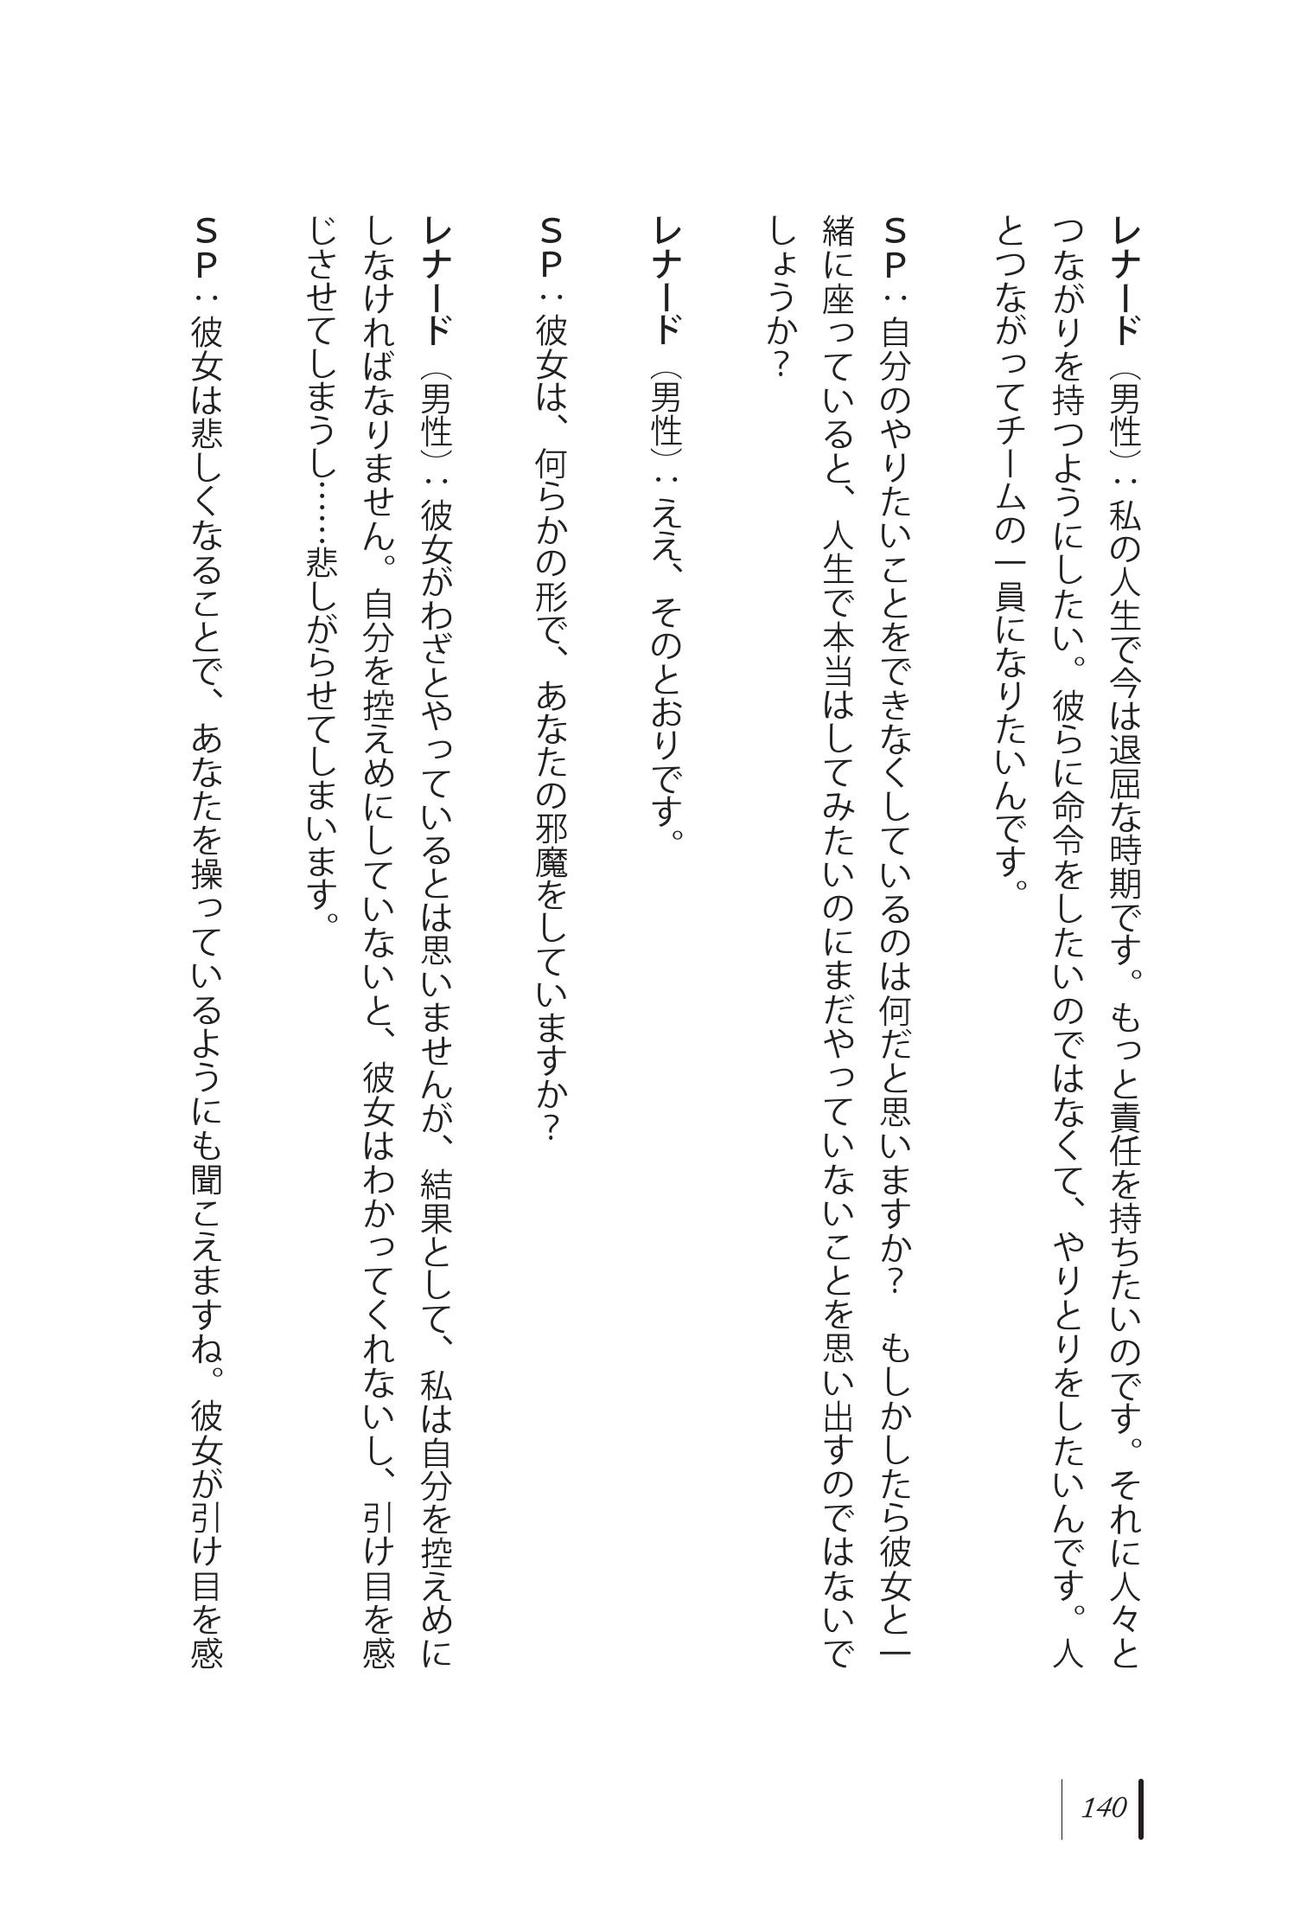 レナード（男性）：私の人生で今は退屈な時期です。もっと責任を持ちたいのです。それに人々と
つながりを持つようにしたい。彼らに命令をしたいのではなくて、やりとりをしたいんです。人
とつながってチームの一員になりたいんです。
ＳＰ：自分のやりたいことをできなくしているのは何だと思いますか？　もしかしたら彼女と一
緒に座っていると、人生で本当はしてみたいのにまだやっていないことを思い出すのではないで
しょうか？
レナード（男性）：ええ、そのとおりです。
ＳＰ：彼女は、何らかの形で、あなたの邪魔をしていますか？
レナード（男性）：彼女がわざとやっているとは思いませんが、結果として、私は自分を控えめに
しなければなりません。自分を控えめにしていないと、彼女はわかってくれないし、引け目を感
じさせてしまうし……悲しがらせてしまいます。
ＳＰ：彼女は悲しくなることで、あなたを操っているようにも聞こえますね。彼女が引け目を感
140